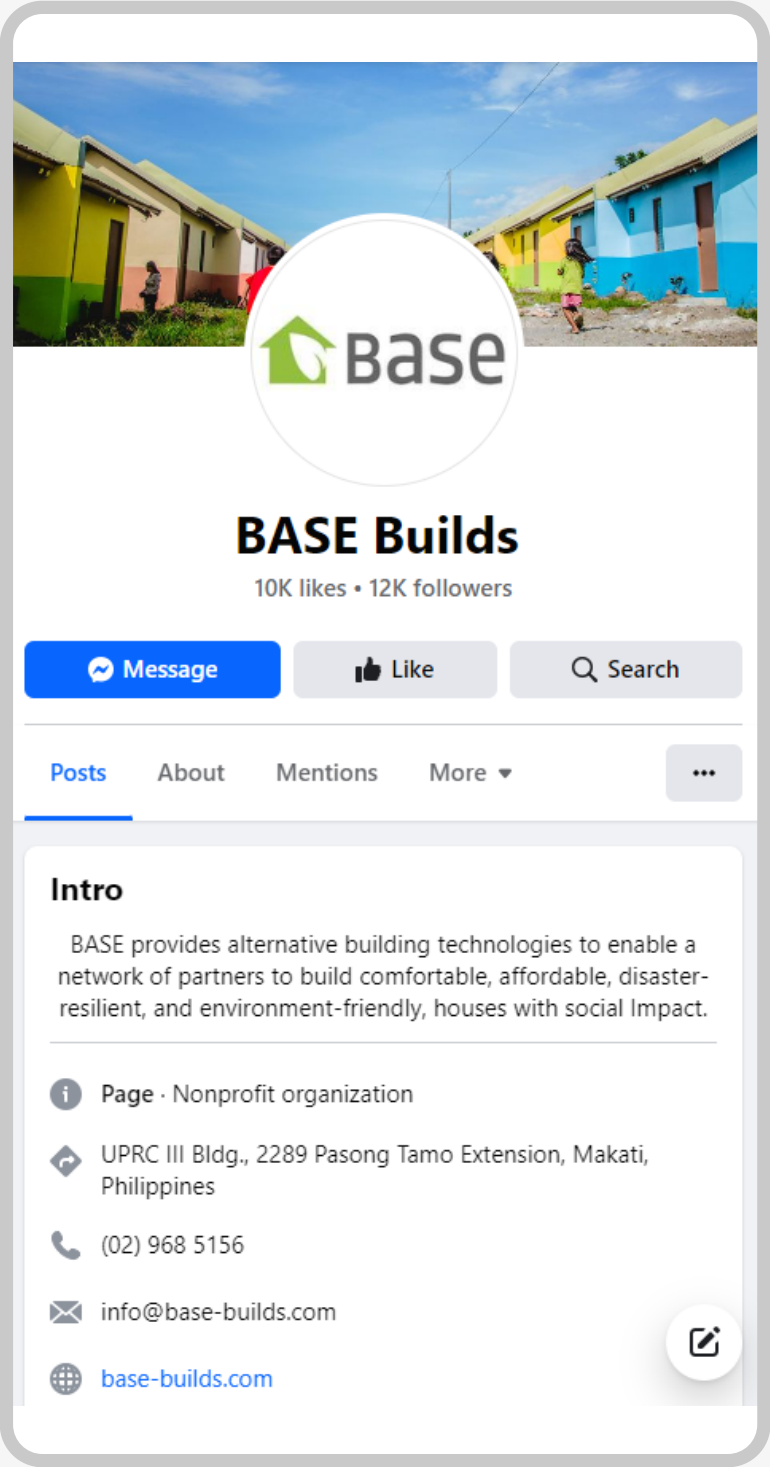 Base
BASE Builds
10K likes • 12K followers
Message
Like
Search
Posts
About
Mentions
More
Intro
BASE provides alternative building technologies to enable a
network of partners to build comfortable, affordable, disaster-
resilient, and environment-friendly, houses with social Impact.
Page · Nonprofit organization
UPRC III Bldg., 2289 Pasong Tamo Extension, Makati,
Philippines
(02) 968 5156
info@base-builds.com
base-builds.com